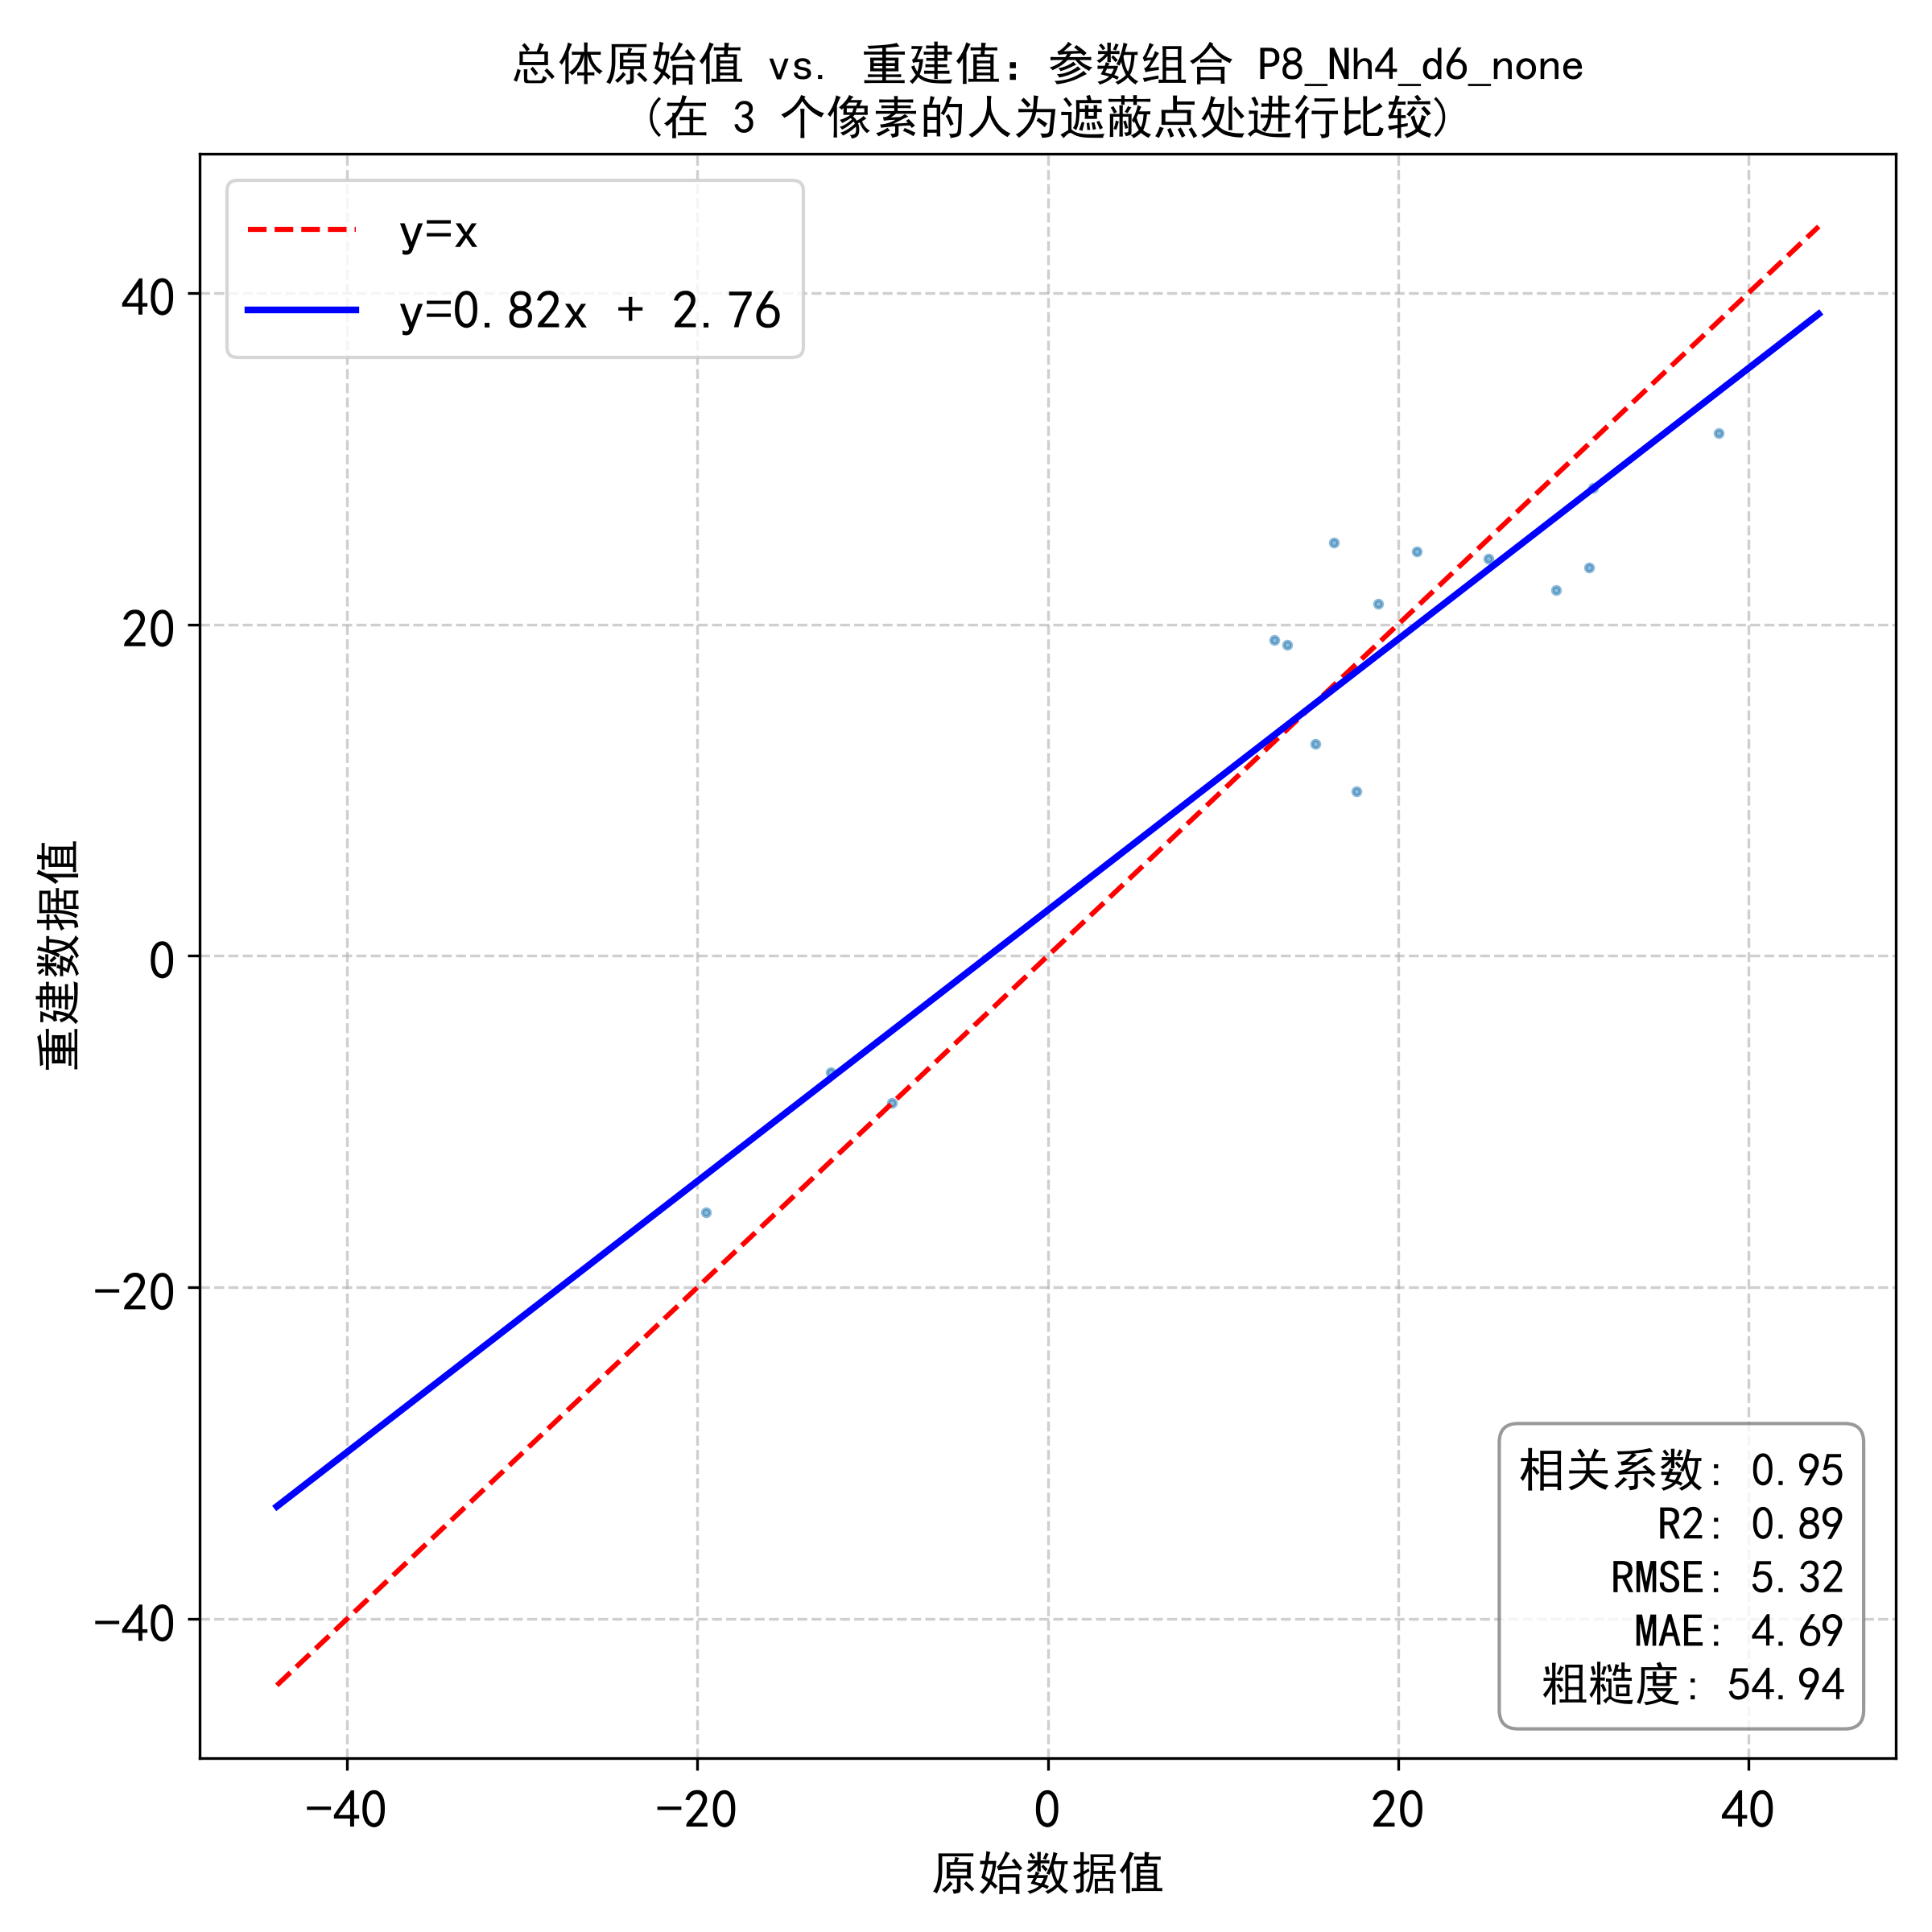 总体原始值 vs. 重建值: 参数组合 P8_Nh4_d6_none
(在 3 个像素的人为遮蔽点处进行比较)
y=x
y=0.82x + 2.76
40
20
0
−20
−40
重建数据值
相关系数: 0.95
R2: 0.89
RMSE: 5.32
MAE: 4.69
粗糙度: 54.94
−40
−20
0
20
40
原始数据值